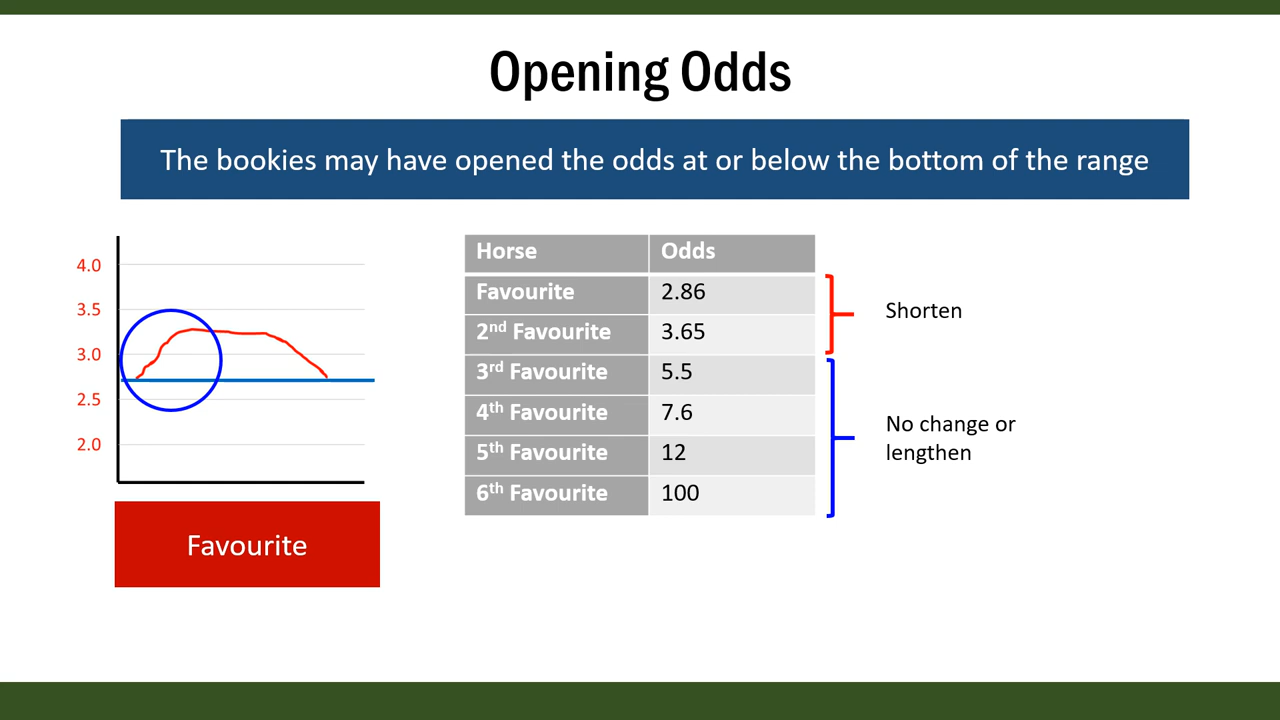 Opening Odds
The bookies may have opened the odds at or below the bottom of the range
4.0
3.5
3.0
2.5
2.0
Favourite
Horse Odds
Favourite 2.86
2nd Favourite 3.65
3rd Favourite 5.5
4th Favourite 7.6
5th Favourite 12
6th Favourite 100
Shorten
No change or
lengthen